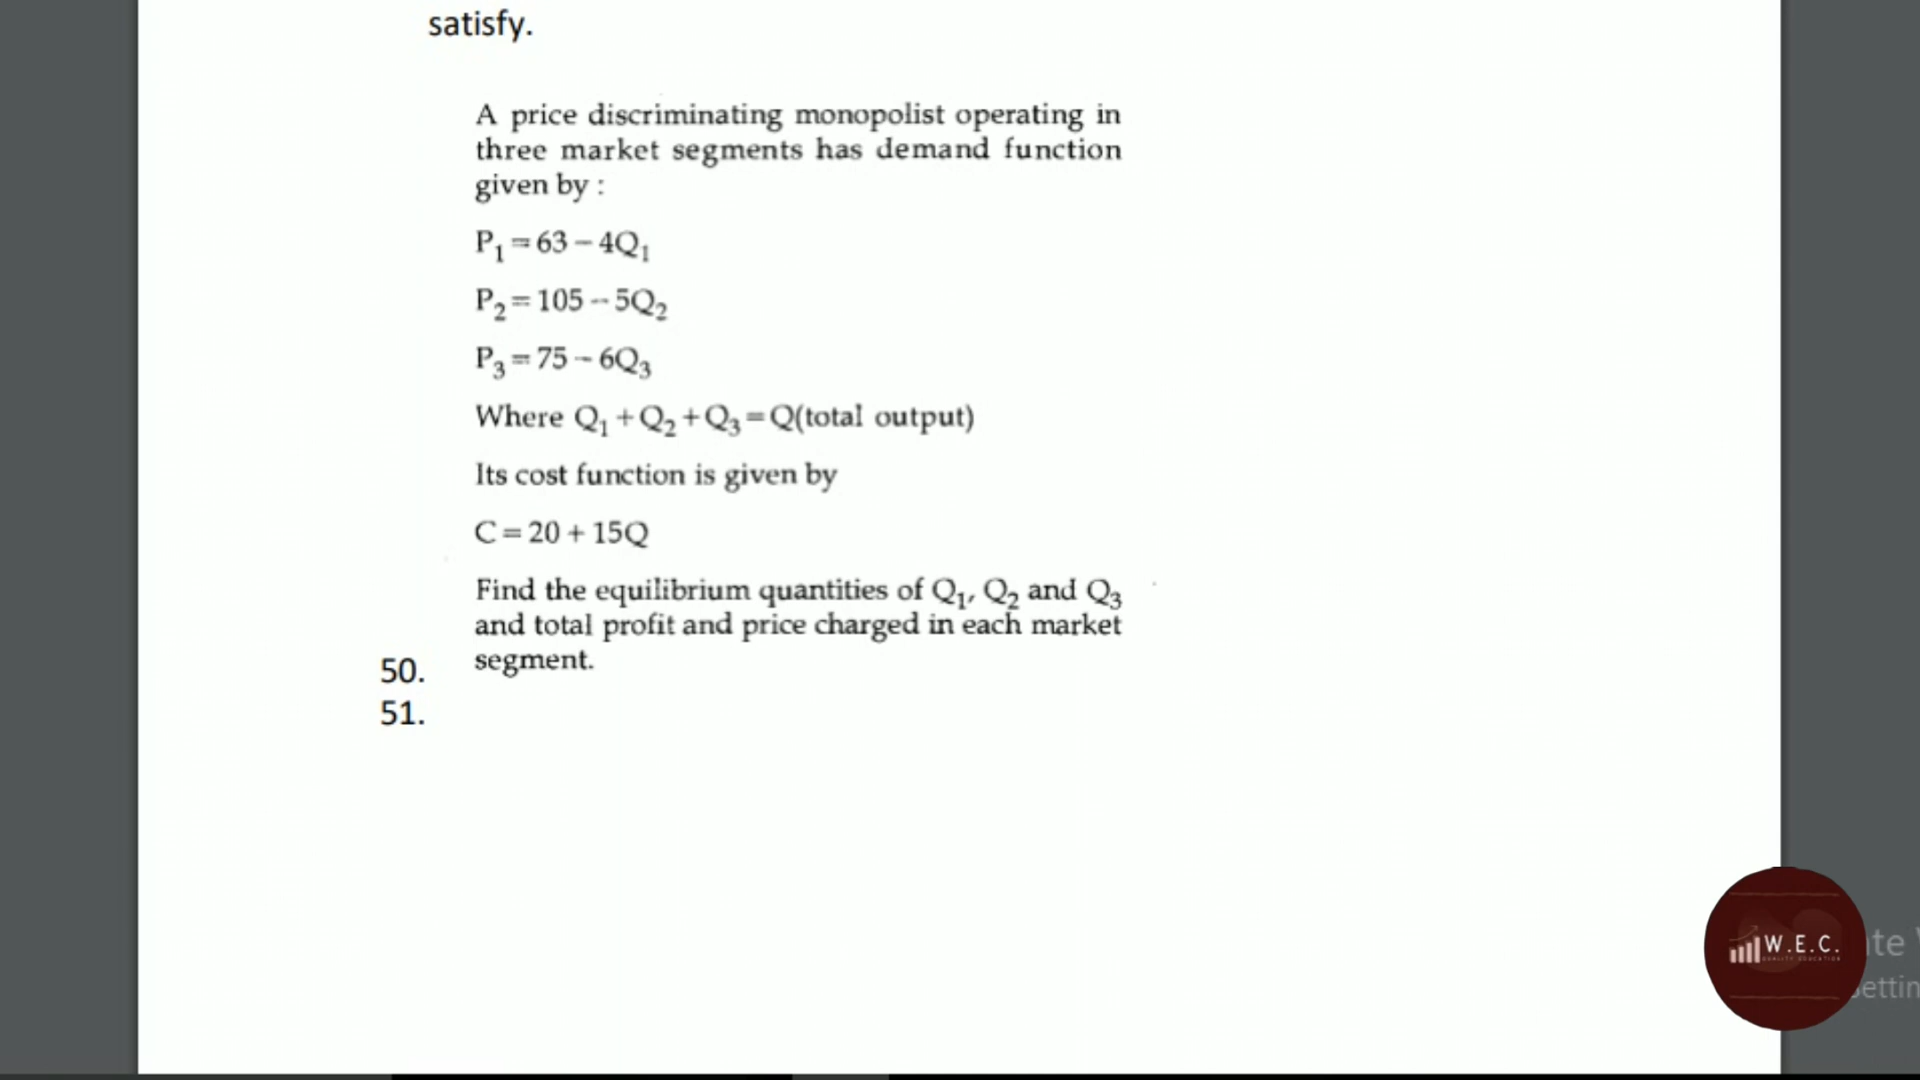 satisfy.
A price discriminating monopolist operating in
three market segments has demand function
given by :
P₁ = 63 – 4Q₁
P₂ = 105 – 5Q₂
P₃ = 75 – 6Q₃
Where Q₁ + Q₂ + Q₃ = Q(total output)
Its cost function is given by
C = 20 + 15Q
Find the equilibrium quantities of Q₁, Q₂ and Q₃
and total profit and price charged in each market
50. segment.
51.
W.E.C.
QUALITY EDUCATION